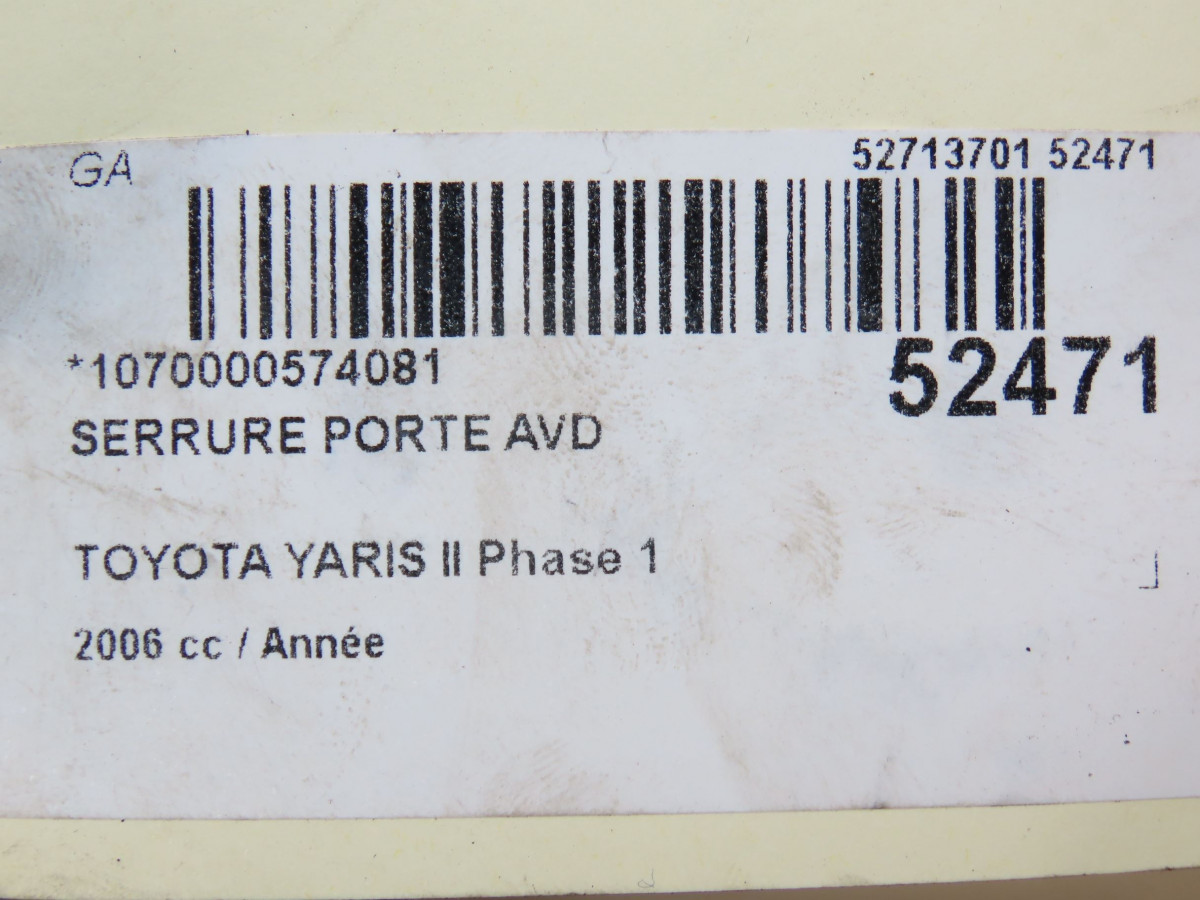 GA
52713701 52471
*1070000574081
52471
SERRURE PORTE AVD
TOYOTA YARIS II Phase 1
2006 cc / Année